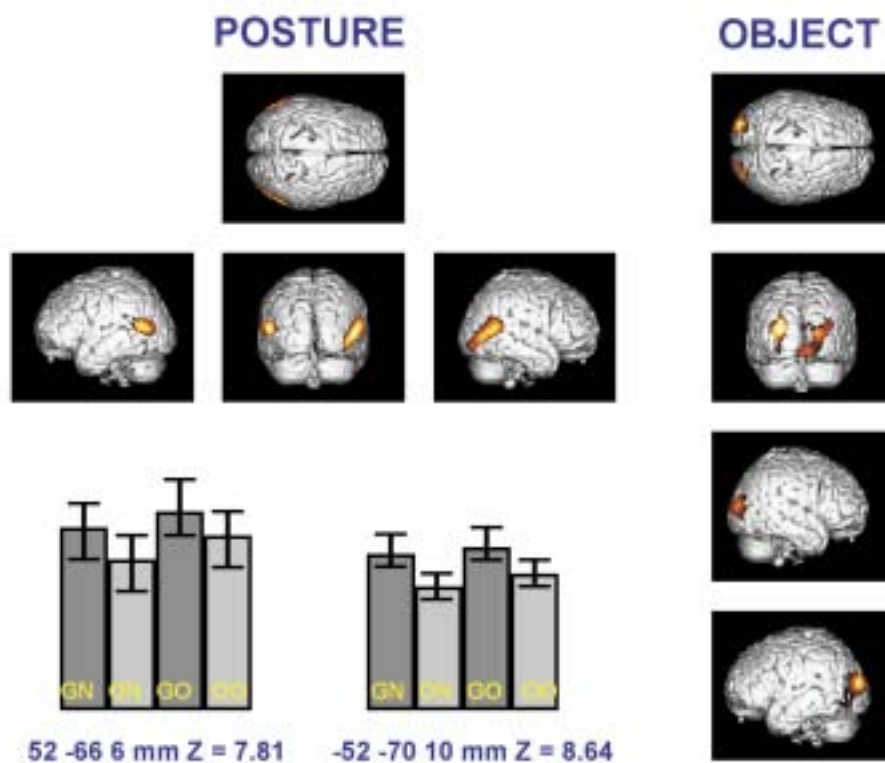 POSTURE
OBJECT
GN ON GO OO
GN ON GO OO
52 -66 6 mm Z = 7.81
-52 -70 10 mm Z = 8.64